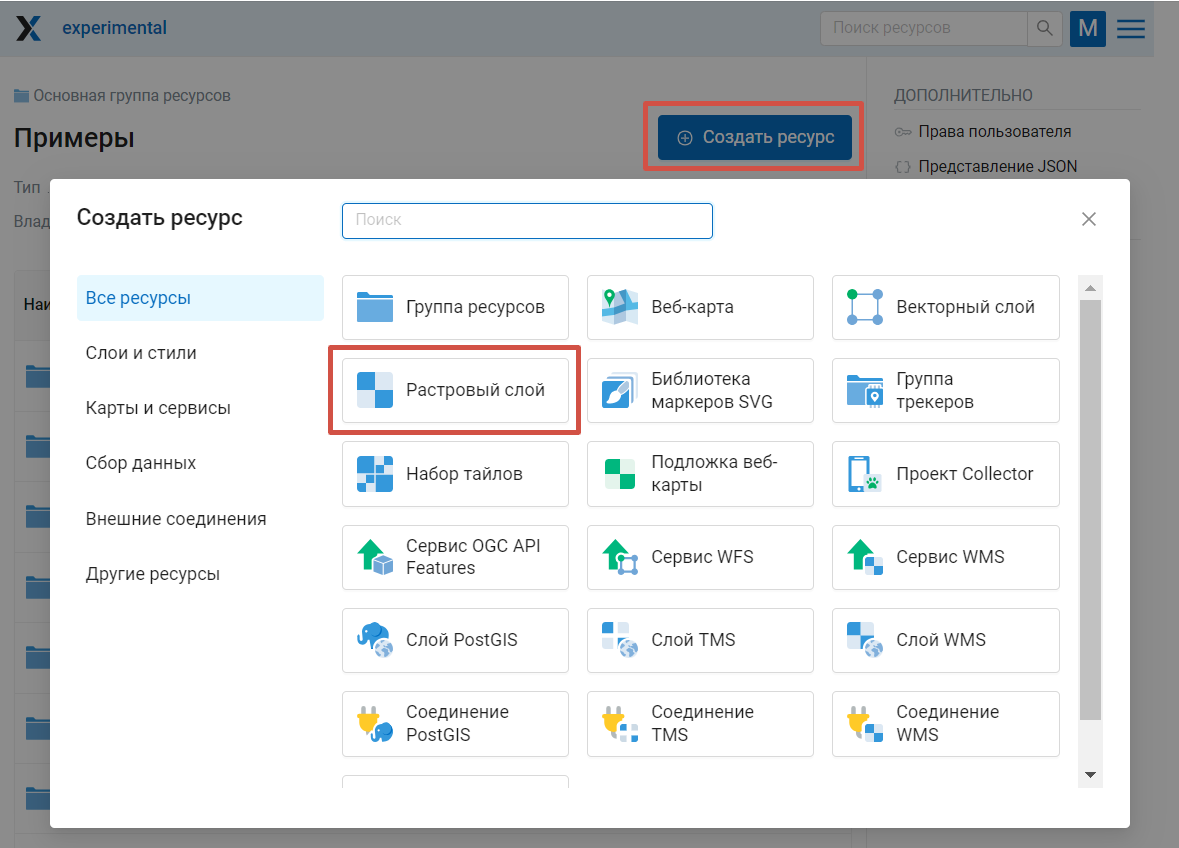 experimental
Поиск ресурсов
M
Основная группа ресурсов
Примеры
Создать ресурс
ДОПОЛНИТЕЛЬНО
Права пользователя
Представление JSON
Тип
Влад
Наи
Создать ресурс
Поиск
Все ресурсы
Слои и стили
Карты и сервисы
Сбор данных
Внешние соединения
Другие ресурсы
Группа ресурсов
Веб-карта
Векторный слой
Растровый слой
Библиотека
маркеров SVG
Группа
трекеров
Набор тайлов
Подложка веб-
карты
Проект Collector
Сервис OGC API
Features
Сервис WFS
Сервис WMS
Слой PostGIS
Слой TMS
Слой WMS
Соединение
PostGIS
Соединение
TMS
Соединение
WMS